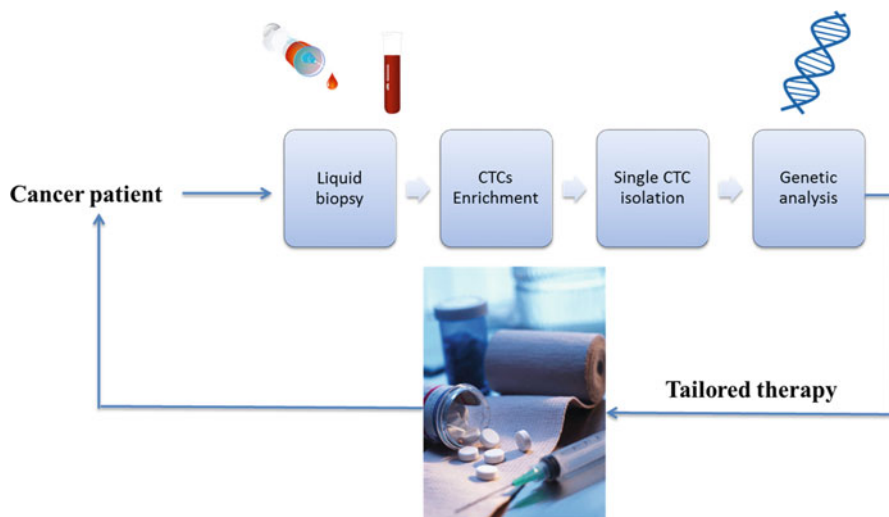 Cancer patient
Liquid
biopsy
CTCs
Enrichment
Single CTC
isolation
Genetic
analysis
Tailored therapy